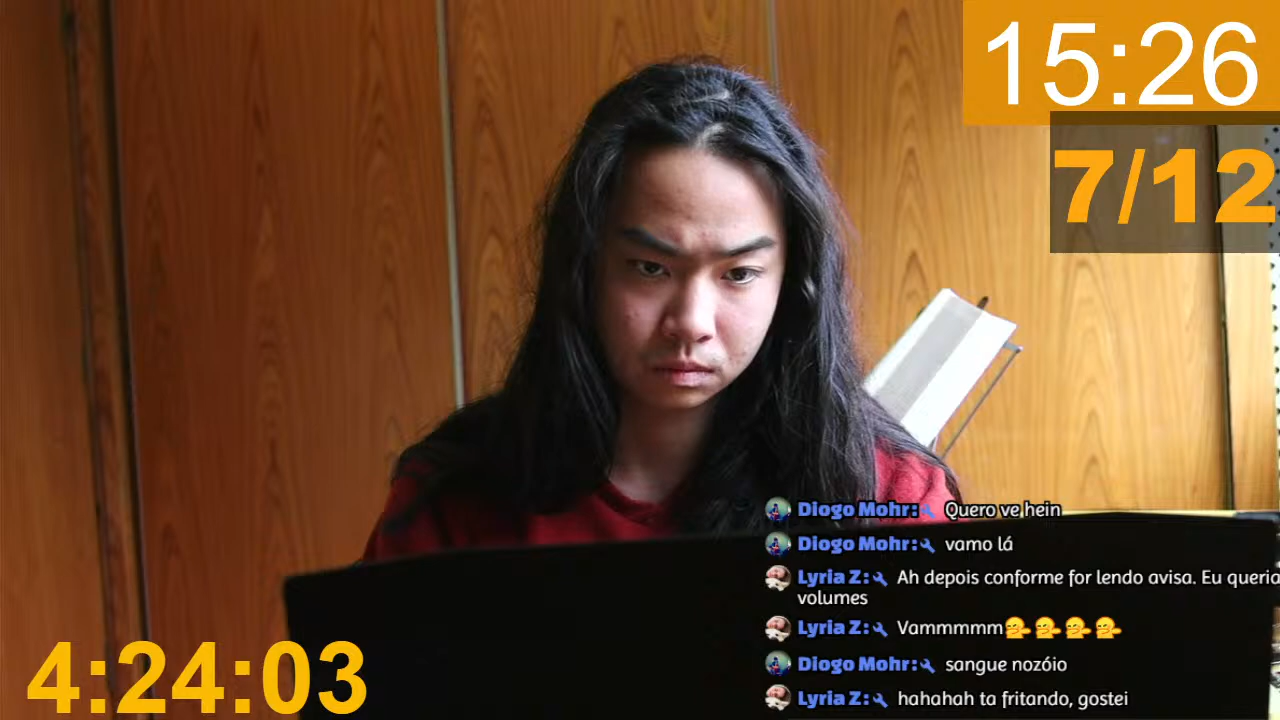 15:26
7/12
Diogo Mohr: Quero ve hein
Diogo Mohr: vamo lá
Lyria Z: Ah depois conforme for lendo avisa. Eu queria
volumes
Lyria Z: Vammmmm🫡🫡🫡🫡
Diogo Mohr: sangue nozóio
Lyria Z: hahahah ta fritando, gostei
4:24:03